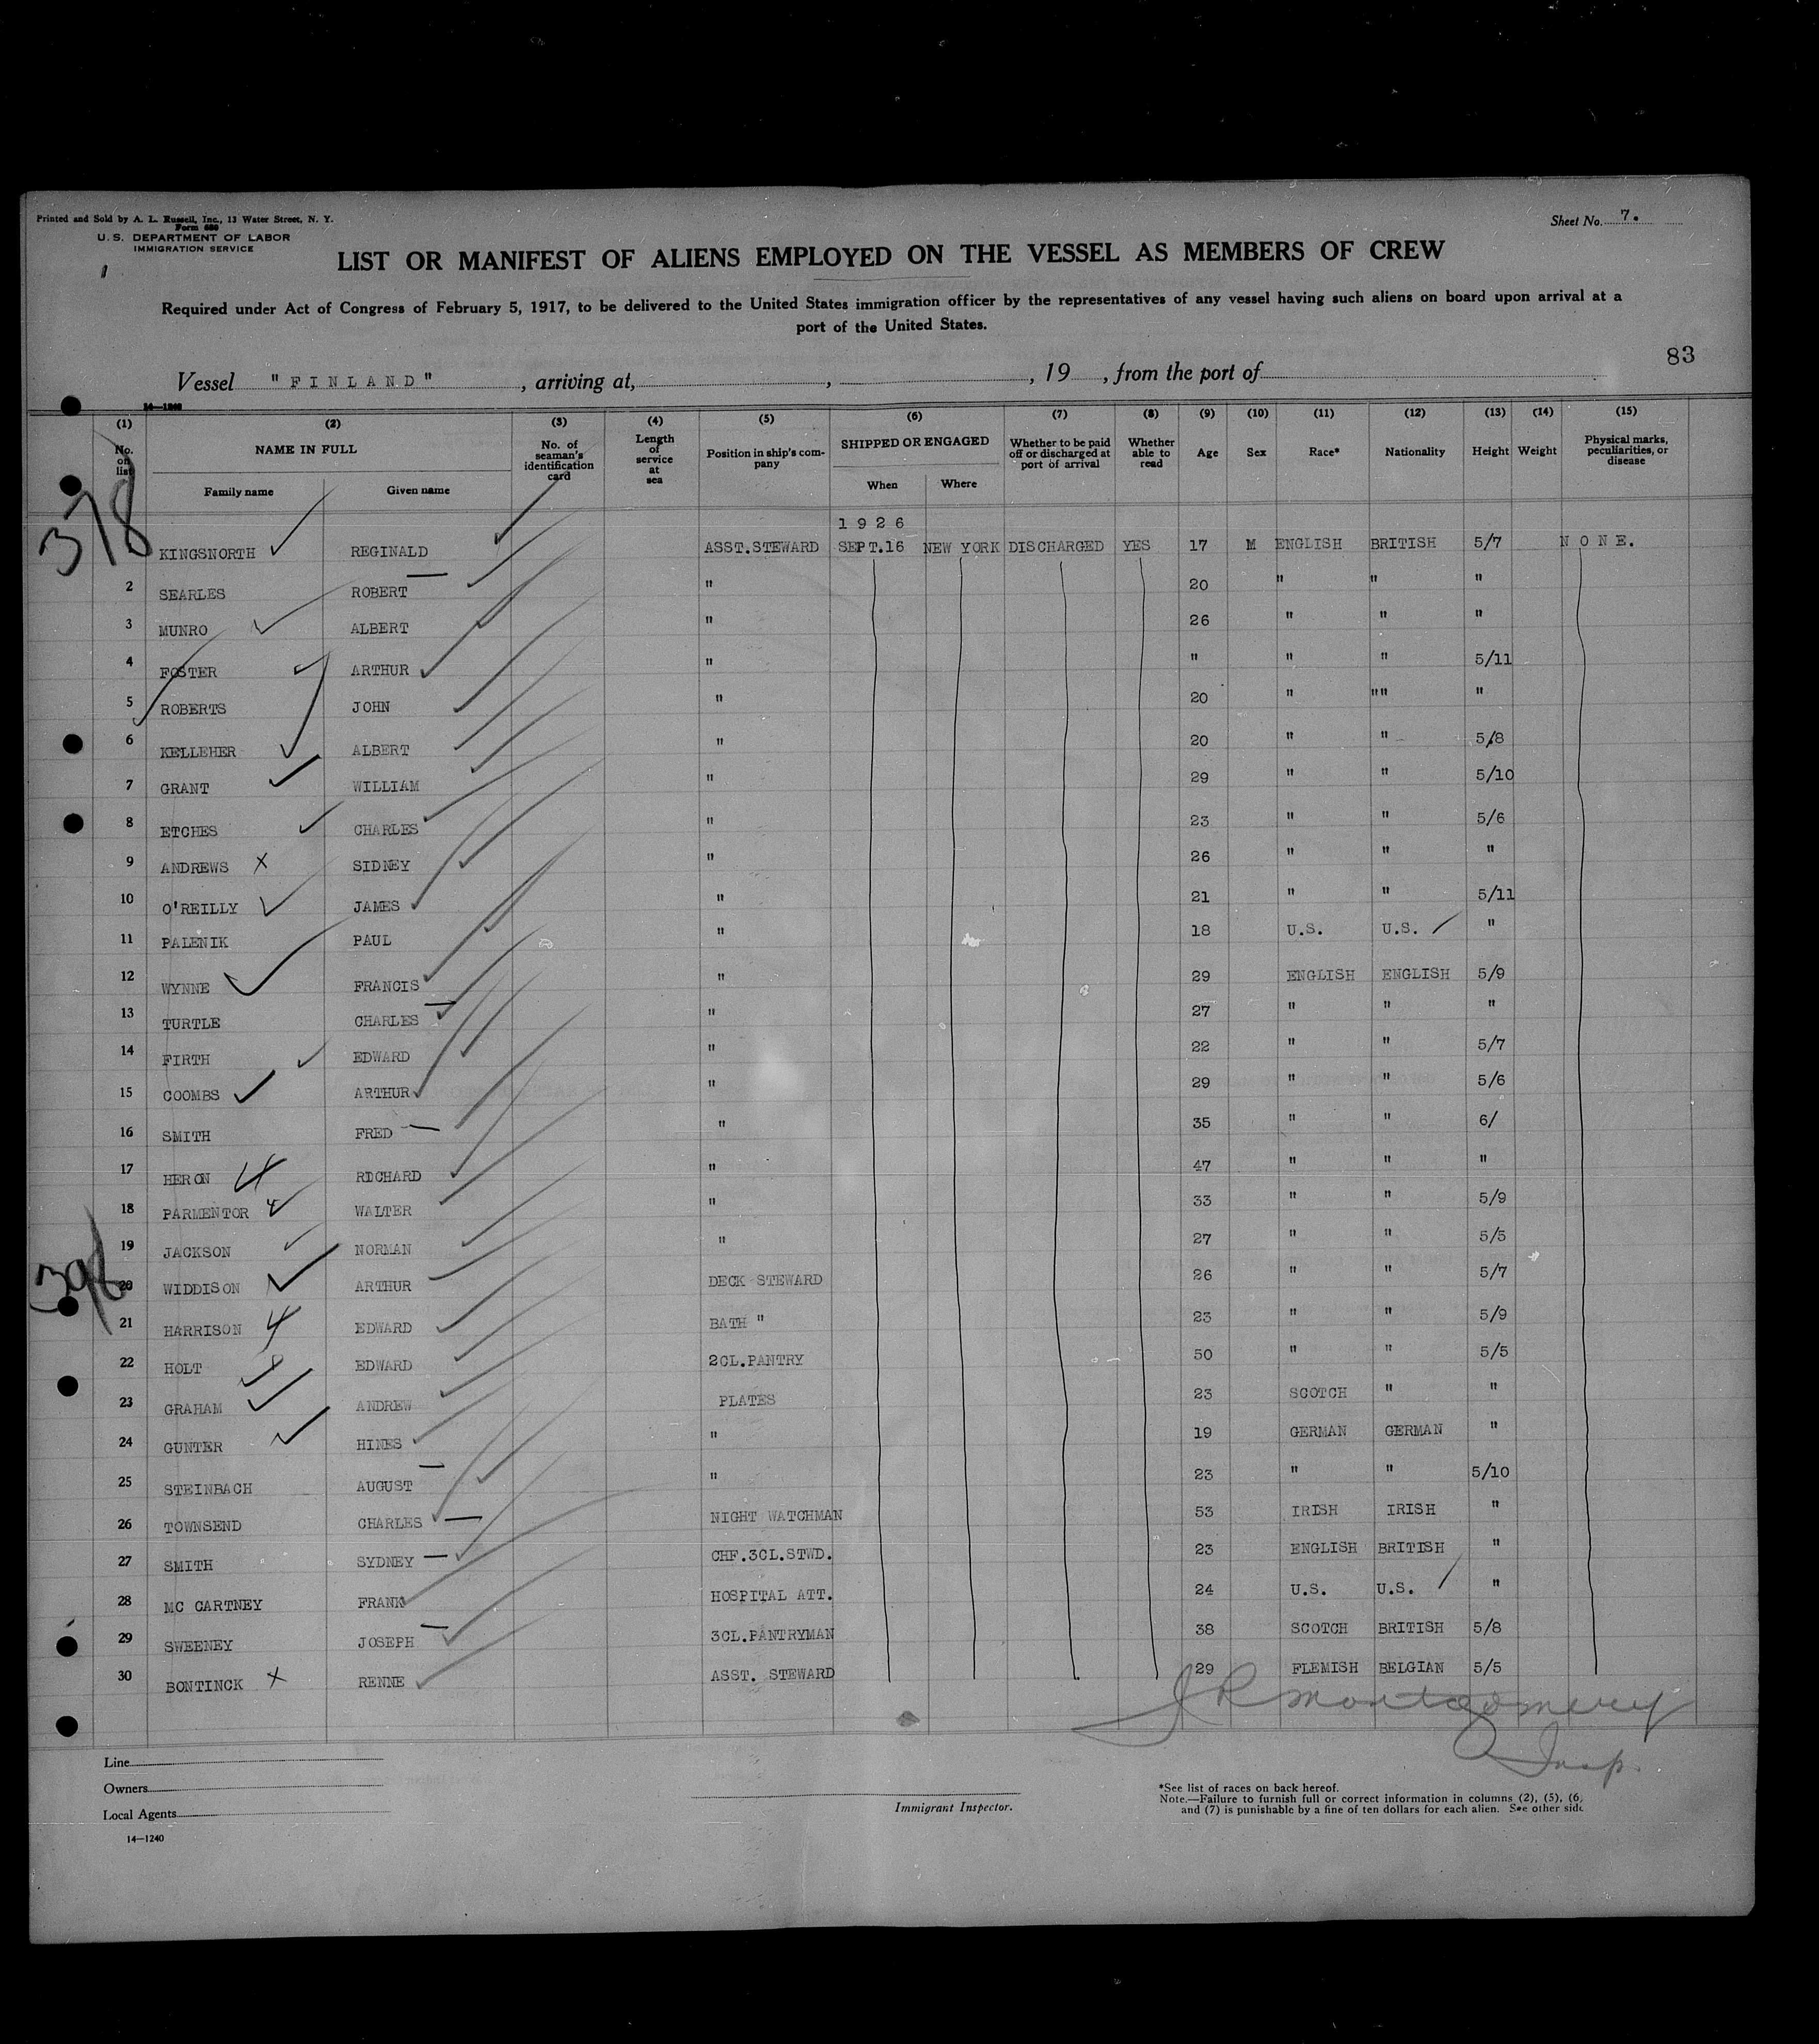 Printed and Sold by A. L. Russell, Inc., 13 Water Street, N. Y.
Form 680
U. S. DEPARTMENT OF LABOR
IMMIGRATION SERVICE
Sheet No. 7.
LIST OR MANIFEST OF ALIENS EMPLOYED ON THE VESSEL AS MEMBERS OF CREW
Required under Act of Congress of February 5, 1917, to be delivered to the United States immigration officer by the representatives of any vessel having such aliens on board upon arrival at a
port of the United States.
83
Vessel "FINLAND", arriving at, , , 19 , from the port of
14—1240
(1) (2) (3) (4) (5) (6) (7) (8) (9) (10) (11) (12) (13) (14) (15)
No. on list NAME IN FULL No. of seaman's identification card Length of service at sea Position in ship's company SHIPPED OR ENGAGED Whether to be paid off or discharged at port of arrival Whether able to read Age Sex Race* Nationality Height Weight Physical marks, peculiarities, or disease
Family name Given name When Where
1926
378 KINGSNORTH REGINALD ASST.STEWARD SEPT.16 NEW YORK DISCHARGED YES 17 M ENGLISH BRITISH 5/7 NONE.
2 SEARLES ROBERT " 20 " " "
3 MUNRO ALBERT " 26 " " "
4 FOSTER ARTHUR " " " " 5/11
5 ROBERTS JOHN " 20 " "" "
6 KELLEHER ALBERT " 20 " " 5/8
7 GRANT WILLIAM " 29 " " 5/10
8 ETCHES CHARLES " 23 " " 5/6
9 ANDREWS X SIDNEY " 26 " " "
10 O'REILLY JAMES " 21 " " 5/11
11 PALENIK PAUL " 18 U.S. U.S. "
12 WYNNE FRANCIS " 29 ENGLISH ENGLISH 5/9
13 TURTLE CHARLES " 27 " " "
14 FIRTH EDWARD " 22 " " 5/7
15 COOMBS ARTHUR " 29 " " 5/6
16 SMITH FRED " 35 " " 6/
17 HERON RICHARD " 47 " " "
18 PARMENTOR WALTER " 33 " " 5/9
19 JACKSON NORMAN " 27 " " 5/5
396
20 WIDDISON ARTHUR DECK STEWARD 26 " " 5/7
21 HARRISON EDWARD BATH " 23 " " 5/9
22 HOLT EDWARD 2CL.PANTRY 50 " " 5/5
23 GRAHAM ANDREW PLATES 23 SCOTCH " "
24 GUNTER HINES " 19 GERMAN GERMAN "
25 STEINBACH AUGUST " 23 " " 5/10
26 TOWNSEND CHARLES NIGHT WATCHMAN 53 IRISH IRISH "
27 SMITH SYDNEY CHF.3CL.STWD. 23 ENGLISH BRITISH "
28 MC CARTNEY FRANK HOSPITAL ATT. 24 U.S. U.S. "
29 SWEENEY JOSEPH 3CL.PANTRYMAN 38 SCOTCH BRITISH 5/8
30 BONTINCK X RENNE ASST. STEWARD 29 FLEMISH BELGIAN 5/5
J R Montgomery
Insp.
Line
Owners
Local Agents
14—1240
Immigrant Inspector.
*See list of races on back hereof.
Note.—Failure to furnish full or correct information in columns (2), (5), (6,
and (7) is punishable by a fine of ten dollars for each alien. See other side